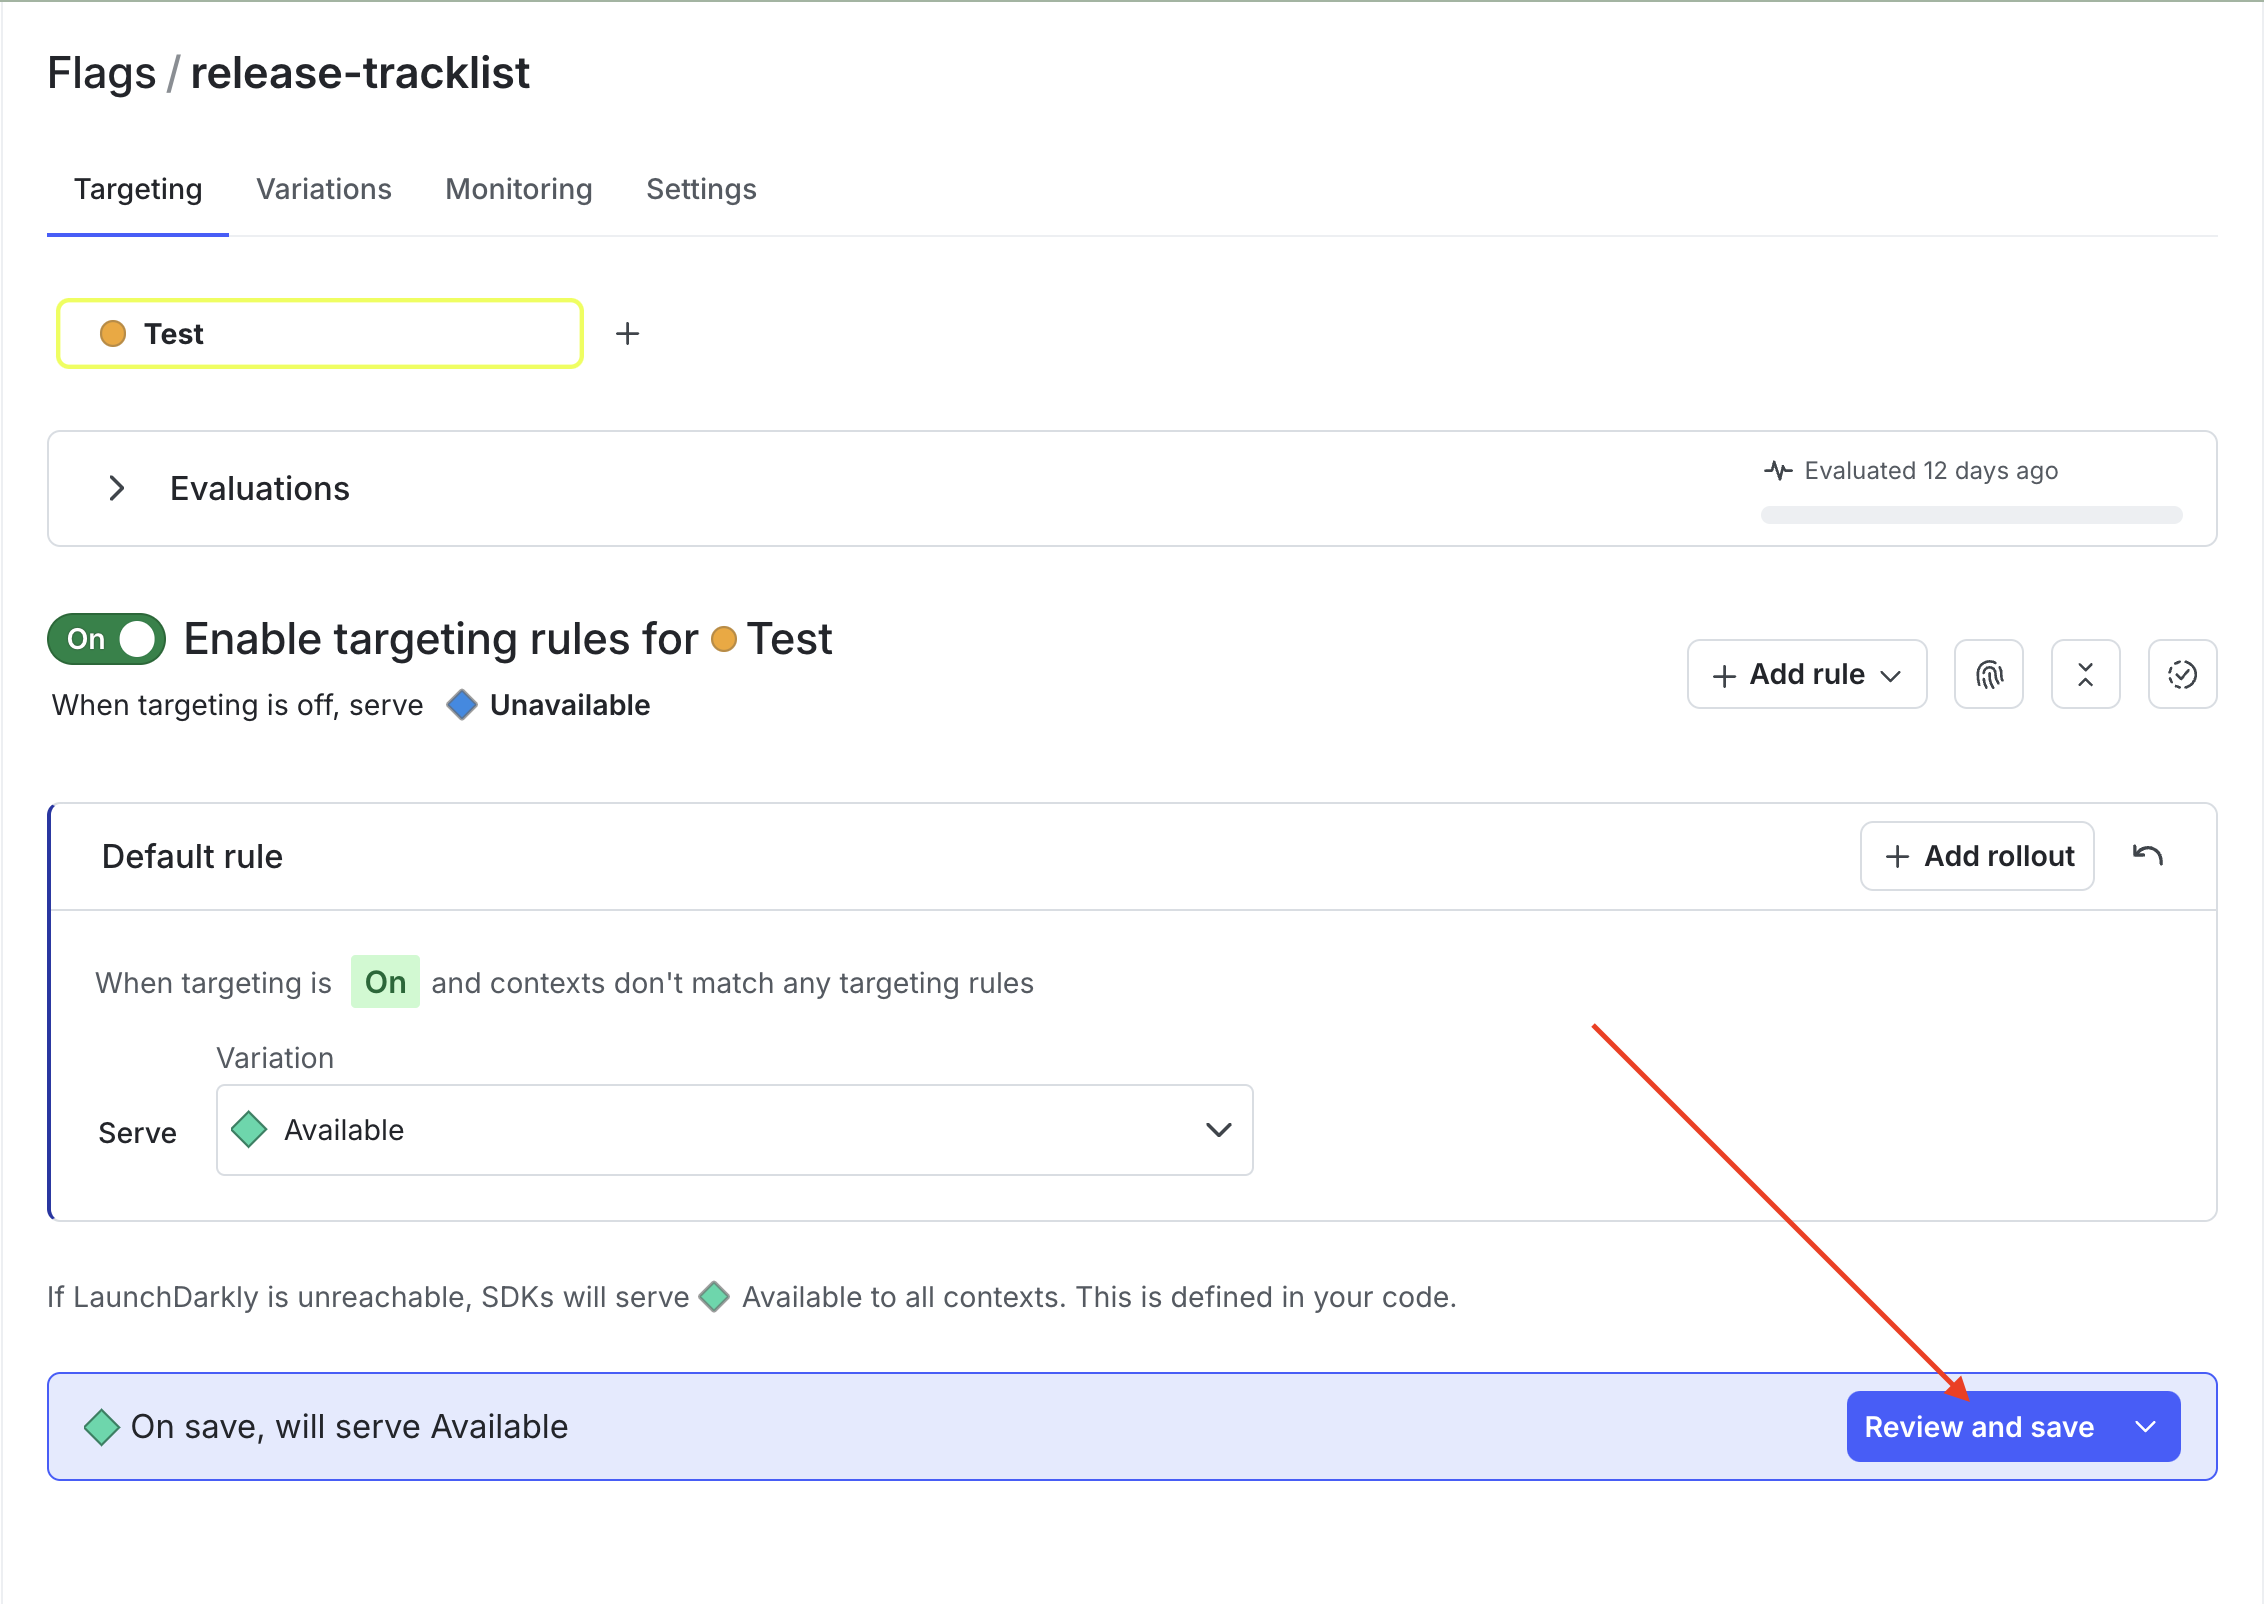 Flags / release-tracklist
Targeting Variations Monitoring Settings
Test
Evaluations
Evaluated 12 days ago
On Enable targeting rules for Test
When targeting is off, serve Unavailable
Add rule
Default rule
Add rollout
When targeting is On and contexts don't match any targeting rules
Variation
Serve Available
If LaunchDarkly is unreachable, SDKs will serve Available to all contexts. This is defined in your code.
On save, will serve Available
Review and save